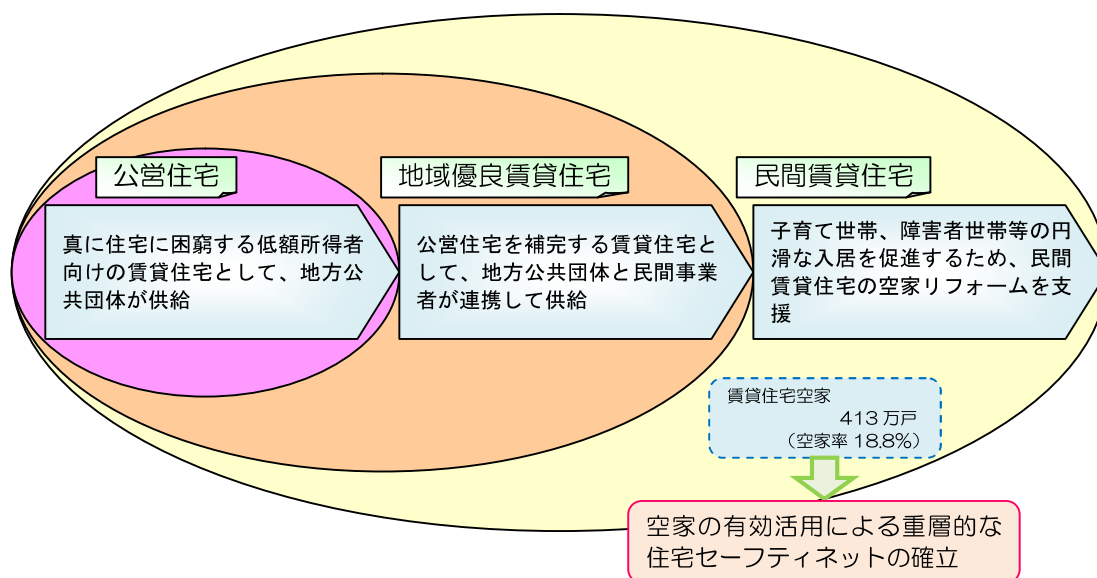 公営住宅
真に住宅に困窮する低額所得者
向けの賃貸住宅として、地方公
共団体が供給
地域優良賃貸住宅
公営住宅を補完する賃貸住宅と
して、地方公共団体と民間事業
者が連携して供給
民間賃貸住宅
子育て世帯、障害者世帯等の円
滑な入居を促進するため、民間
賃貸住宅の空家リフォームを支
援
賃貸住宅空家
413万戸
（空家率 18.8%）
空家の有効活用による重層的な
住宅セーフティネットの確立